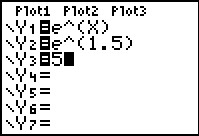 Plot1 Plot2 Plot3
\Y₁=e^(X)
\Y₂=e^(1.5)
\Y₃=5
\Y₄=
\Y₅=
\Y₆=
\Y₇=